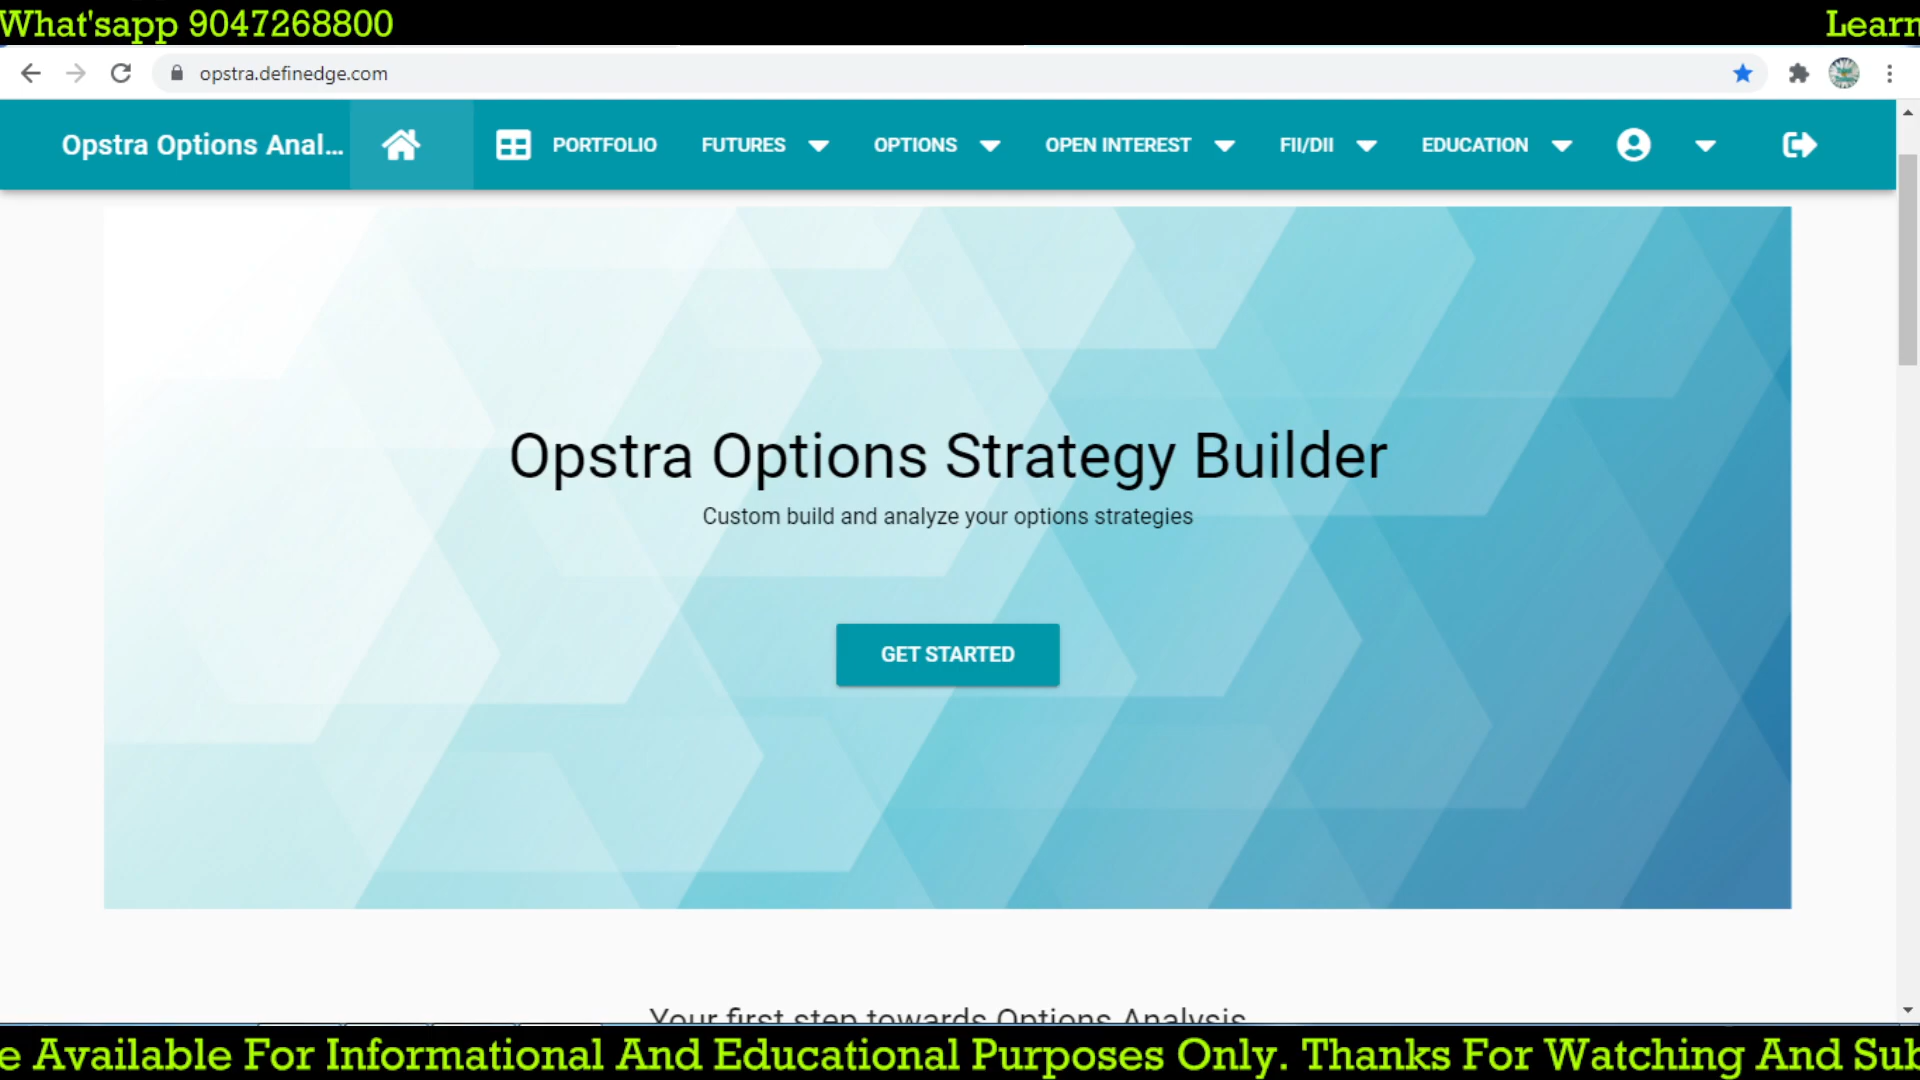 What'sapp 9047268800
Learn
opstra.definedge.com
Opstra Options Anal...
PORTFOLIO
FUTURES
OPTIONS
OPEN INTEREST
FII/DII
EDUCATION
Opstra Options Strategy Builder
Custom build and analyze your options strategies
GET STARTED
Your first step towards Options Analysis
e Available For Informational And Educational Purposes Only. Thanks For Watching And Sub